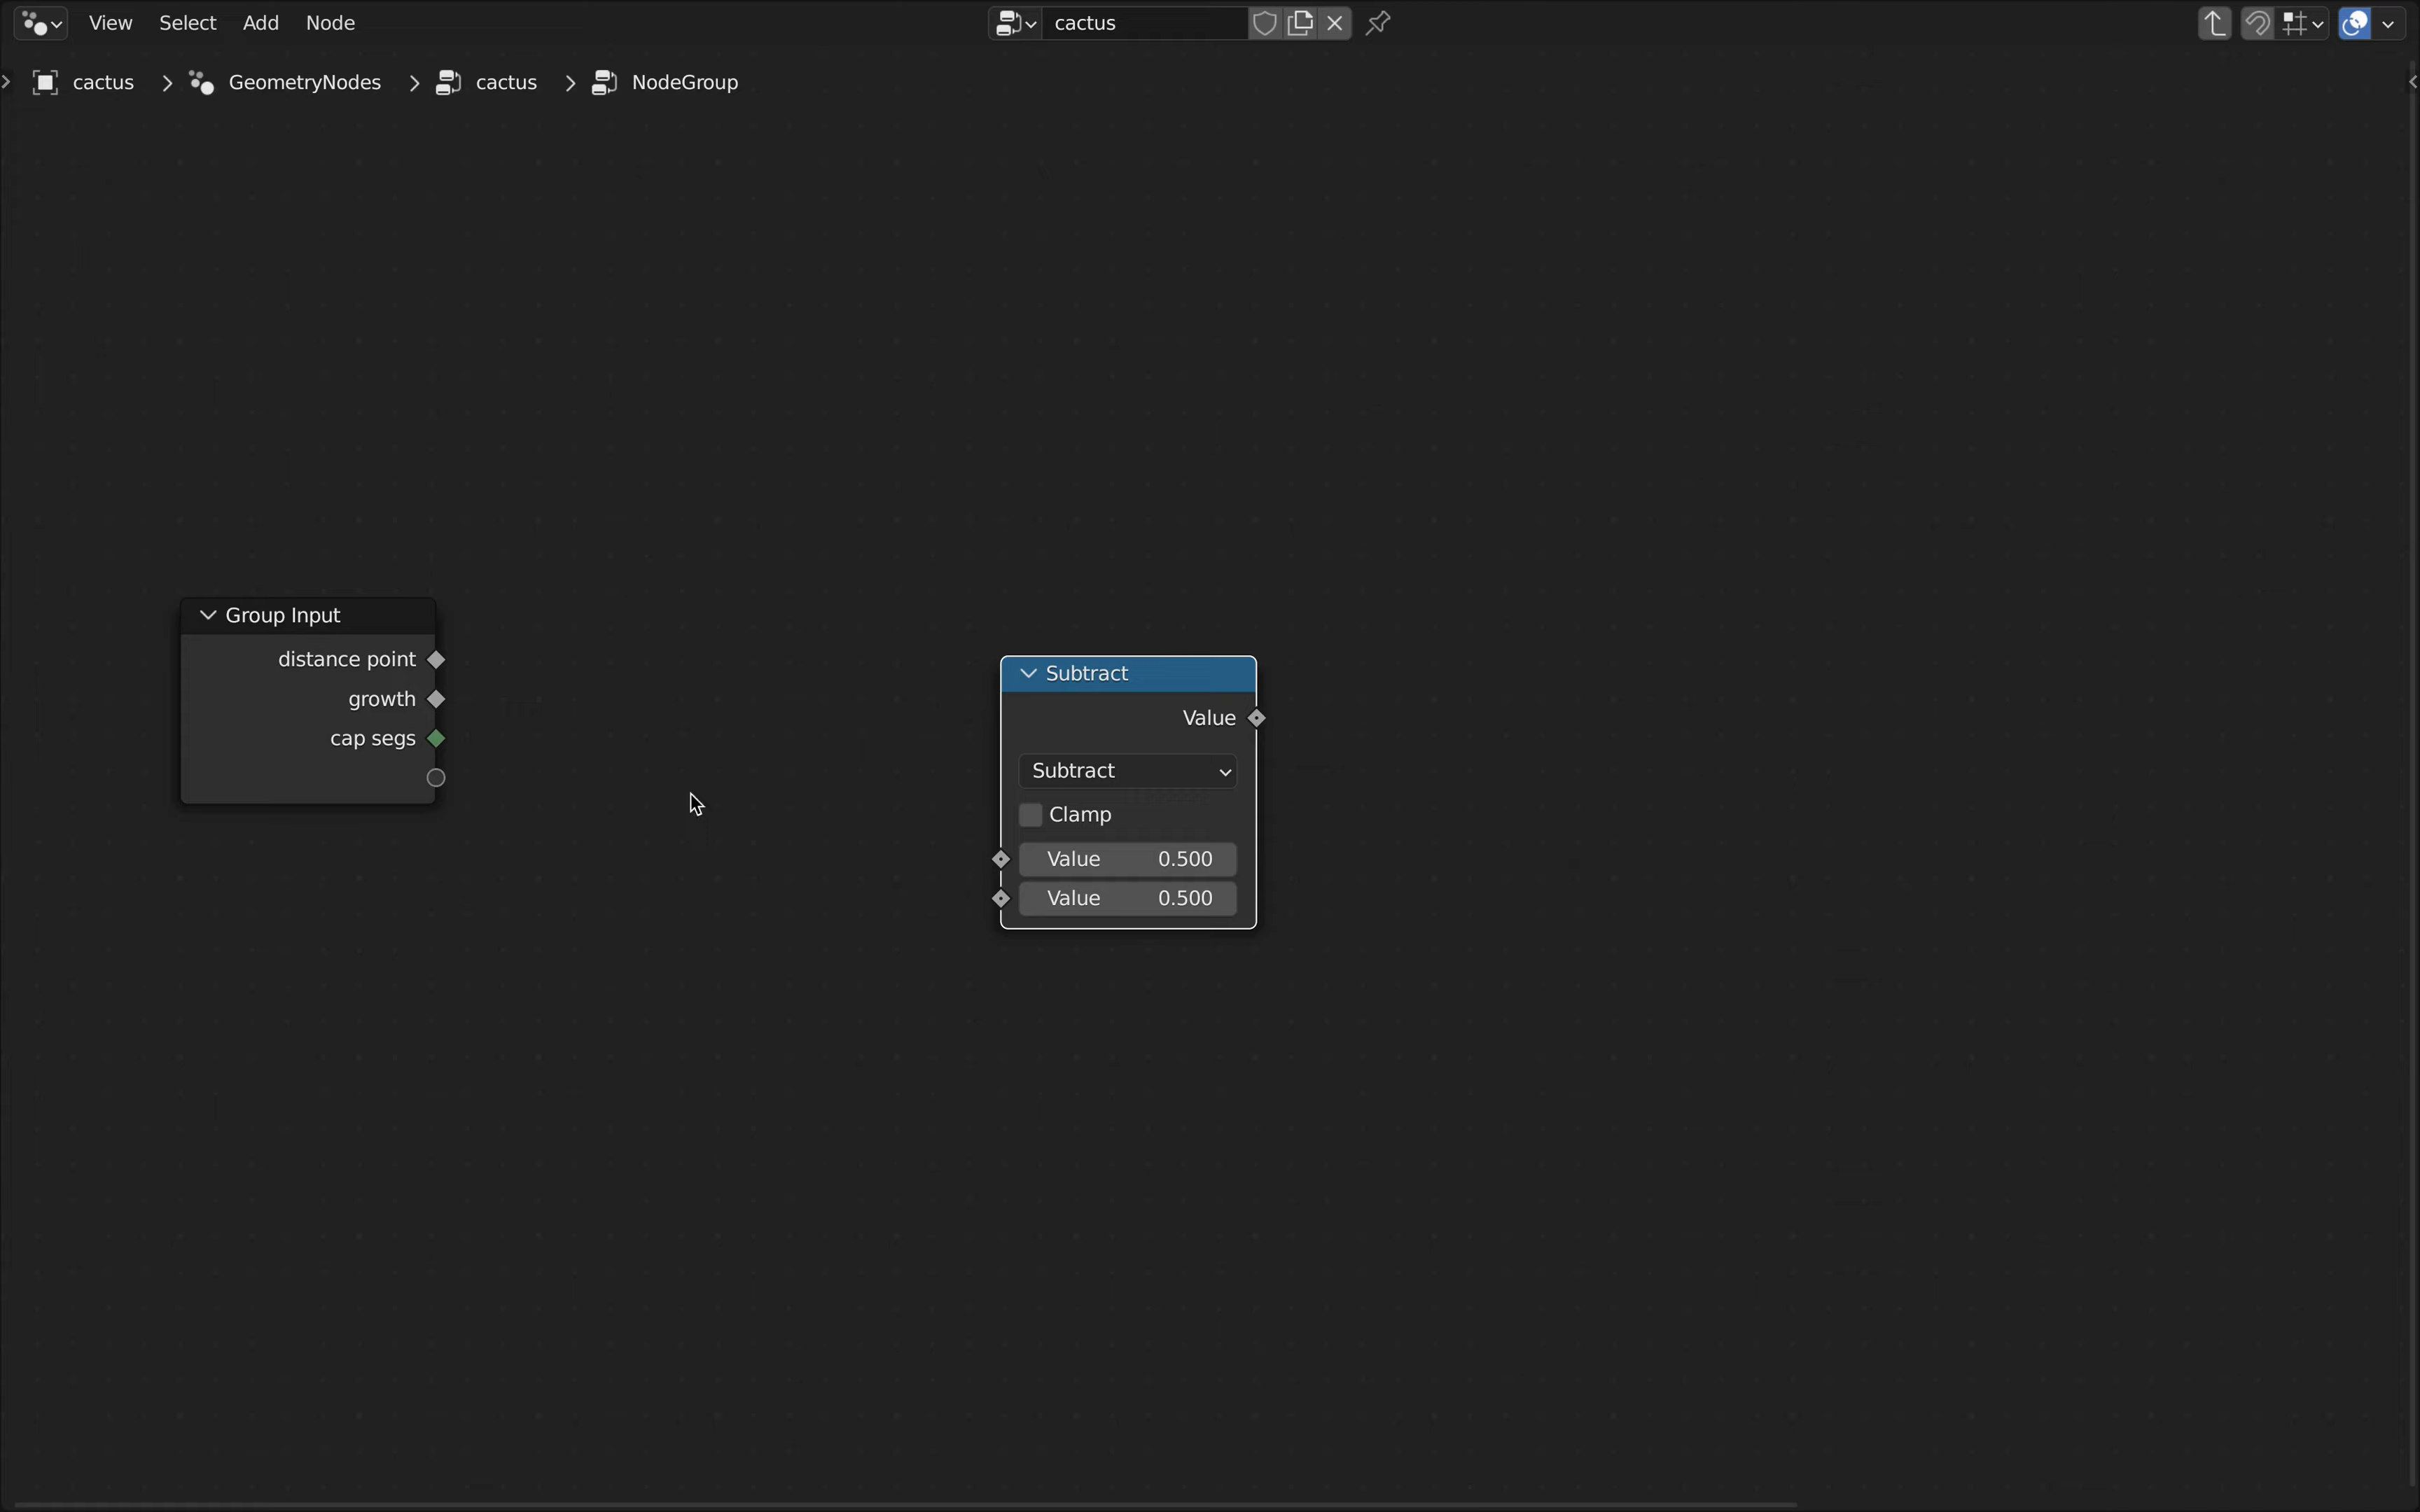 View Select Add Node cactus
cactus GeometryNodes cactus NodeGroup
Group Input
distance point
growth
cap segs
Subtract
Value
Subtract
Clamp
Value 0.500
Value 0.500